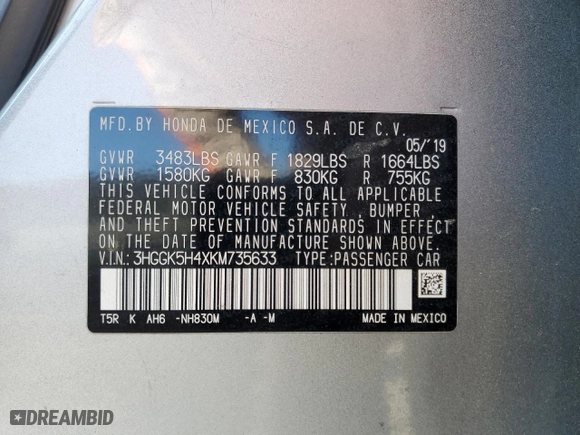 MFD.BY HONDA DE MEXICO S.A. DE C.V.
05/'19
GVWR 3483LBS GAWR F 1829LBS R 1664LBS
GVWR 1580KG GAWR F 830KG R 755KG
THIS VEHICLE CONFORMS TO ALL APPLICABLE
FEDERAL MOTOR VEHICLE SAFETY , BUMPER ,
AND THEFT PREVENTION STANDARDS IN EFFECT
ON THE DATE OF MANUFACTURE SHOWN ABOVE.
V.I.N.: 3HGGK5H4XKM735633 TYPE:PASSENGER CAR
T5R K AH6 -NH830M -A -M MADE IN MEXICO
DREAMBID